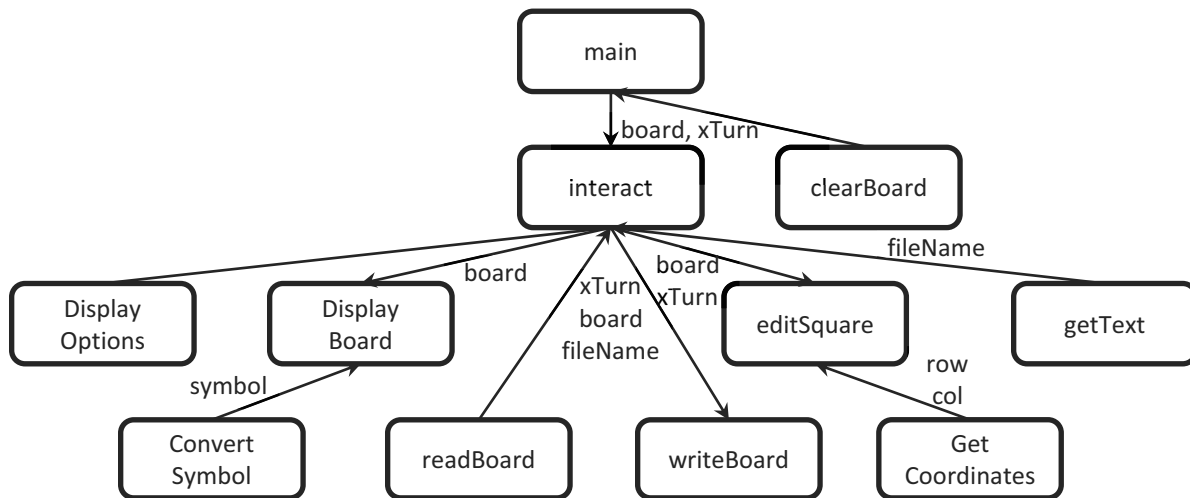 main
board, xTurn
interact
clearBoard
fileName
board
board
xTurn
xTurn
board
fileName
Display
Options
Display
Board
editSquare
getText
symbol
row
col
Convert
Symbol
readBoard
writeBoard
Get
Coordinates